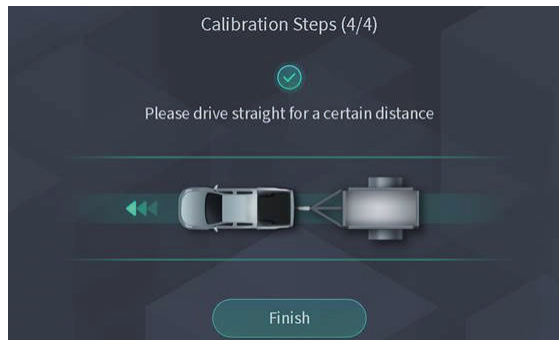 Calibration Steps (4/4)
Please drive straight for a certain distance
Finish